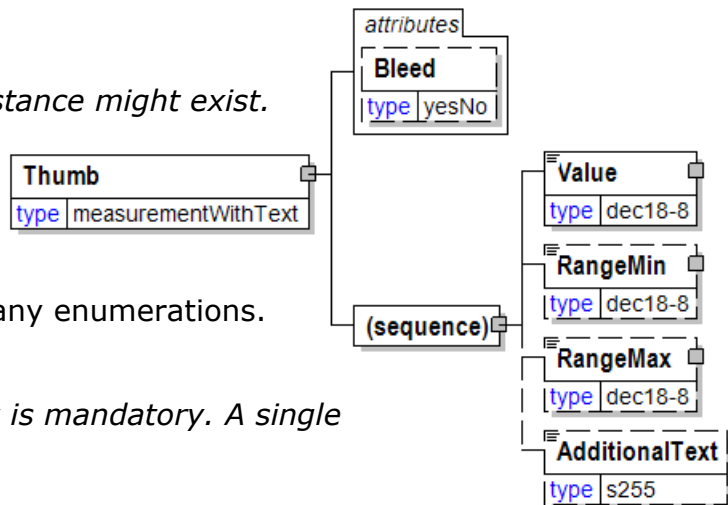 attributes
Bleed
type yesNo
stance might exist.
Thumb
type measurementWithText
Value
type dec18-8
RangeMin
type dec18-8
any enumerations.
(sequence)
RangeMax
type dec18-8
is mandatory. A single
AdditionalText
type s255